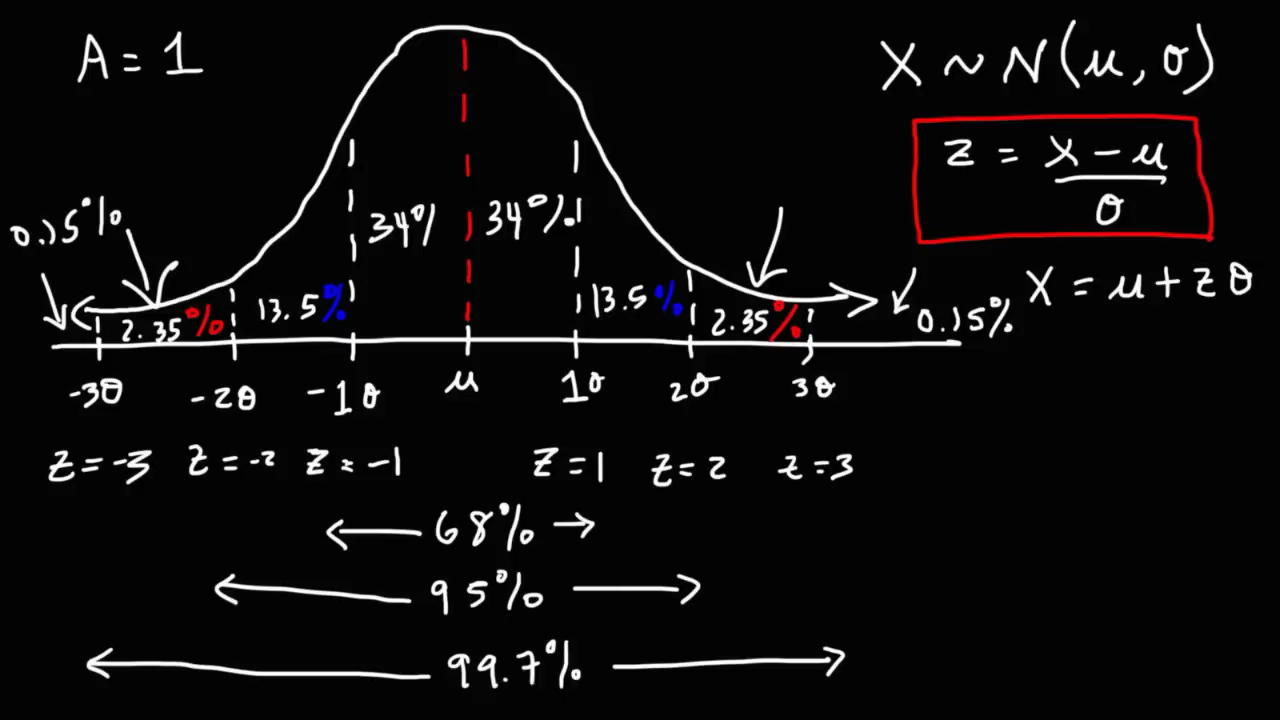 A = 1
X ~ N(μ, σ)
z = x - μ / σ
x = μ + zσ
0.15%
34% 34%.
2.35% 13.5% 13.5% 2.35% 0.15%
-3σ -2σ -1σ μ 1σ 2σ 3σ
z = -3 z = -2 z = -1 z = 1 z = 2 z = 3
68%
95%
99.7%